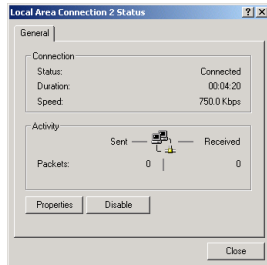 Local Area Connection 2 Status
General
Connection
Status: Connected
Duration: 00:04:20
Speed: 750.0 Kbps
Activity
Sent Received
Packets: 0 0
Properties Disable
Close